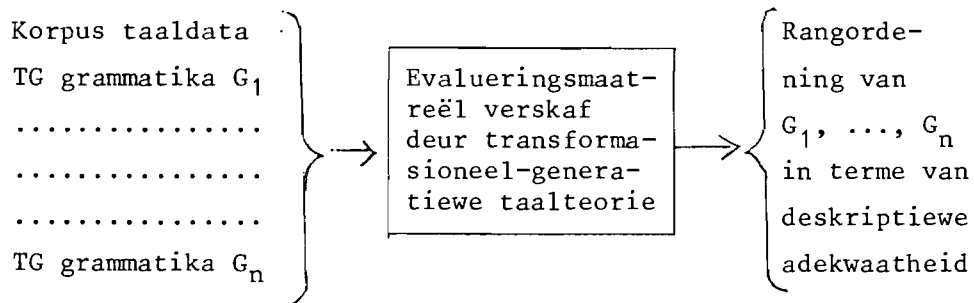 Korpus taaldata
TG grammatika G1
................
................
................
TG grammatika Gn
Evalueringsmaat-
reël verskaf
deur transforma-
sioneel-genera-
tiewe taalteorie
Rangorde-
ning van
G1, ..., Gn
in terme van
deskriptiewe
adekwaatheid